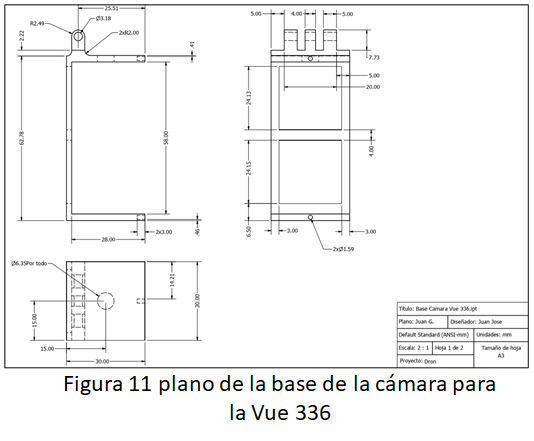 25.51
5.00
4.00
5.00
Ø3.18
R2.49
2xR2.00
2.22
.41
7.73
5.00
20.00
24.13
62.78
58.00
4.00
24.15
6.50
28.00
2x3.00
.46
3.00
3.00
2xØ1.59
Ø6.35Por todo
14.21
30.00
15.00
15.00
30.00
Título: Base Camara Vue 336.ipt
Plano: Juan G. Diseñador: Juan Jose
Default Standard (ANSI-mm) Unidades: mm
Escala: 2 : 1 Hoja 1 de 2 Tamaño de hoja
A3
Proyecto: Dron
Figura 11 plano de la base de la cámara para
la Vue 336